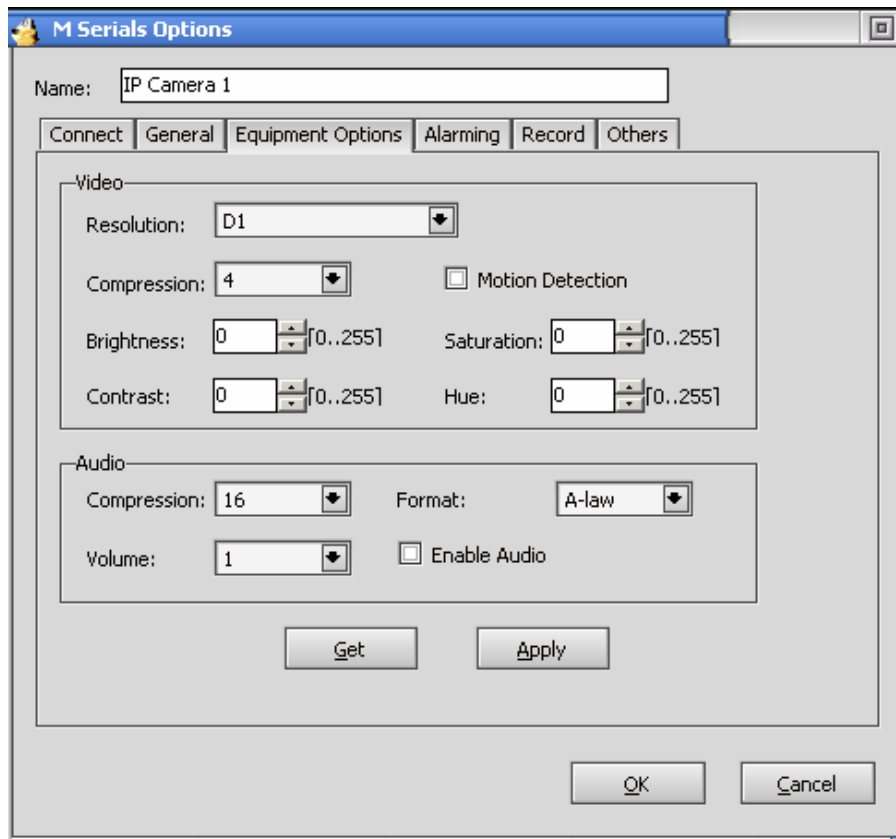 M Serials Options
Name: IP Camera 1
Connect General Equipment Options Alarming Record Others
Video
Resolution: D1
Compression: 4 Motion Detection
Brightness: 0 [0..255] Saturation: 0 [0..255]
Contrast: 0 [0..255] Hue: 0 [0..255]
Audio
Compression: 16 Format: A-law
Volume: 1 Enable Audio
Get Apply
OK Cancel